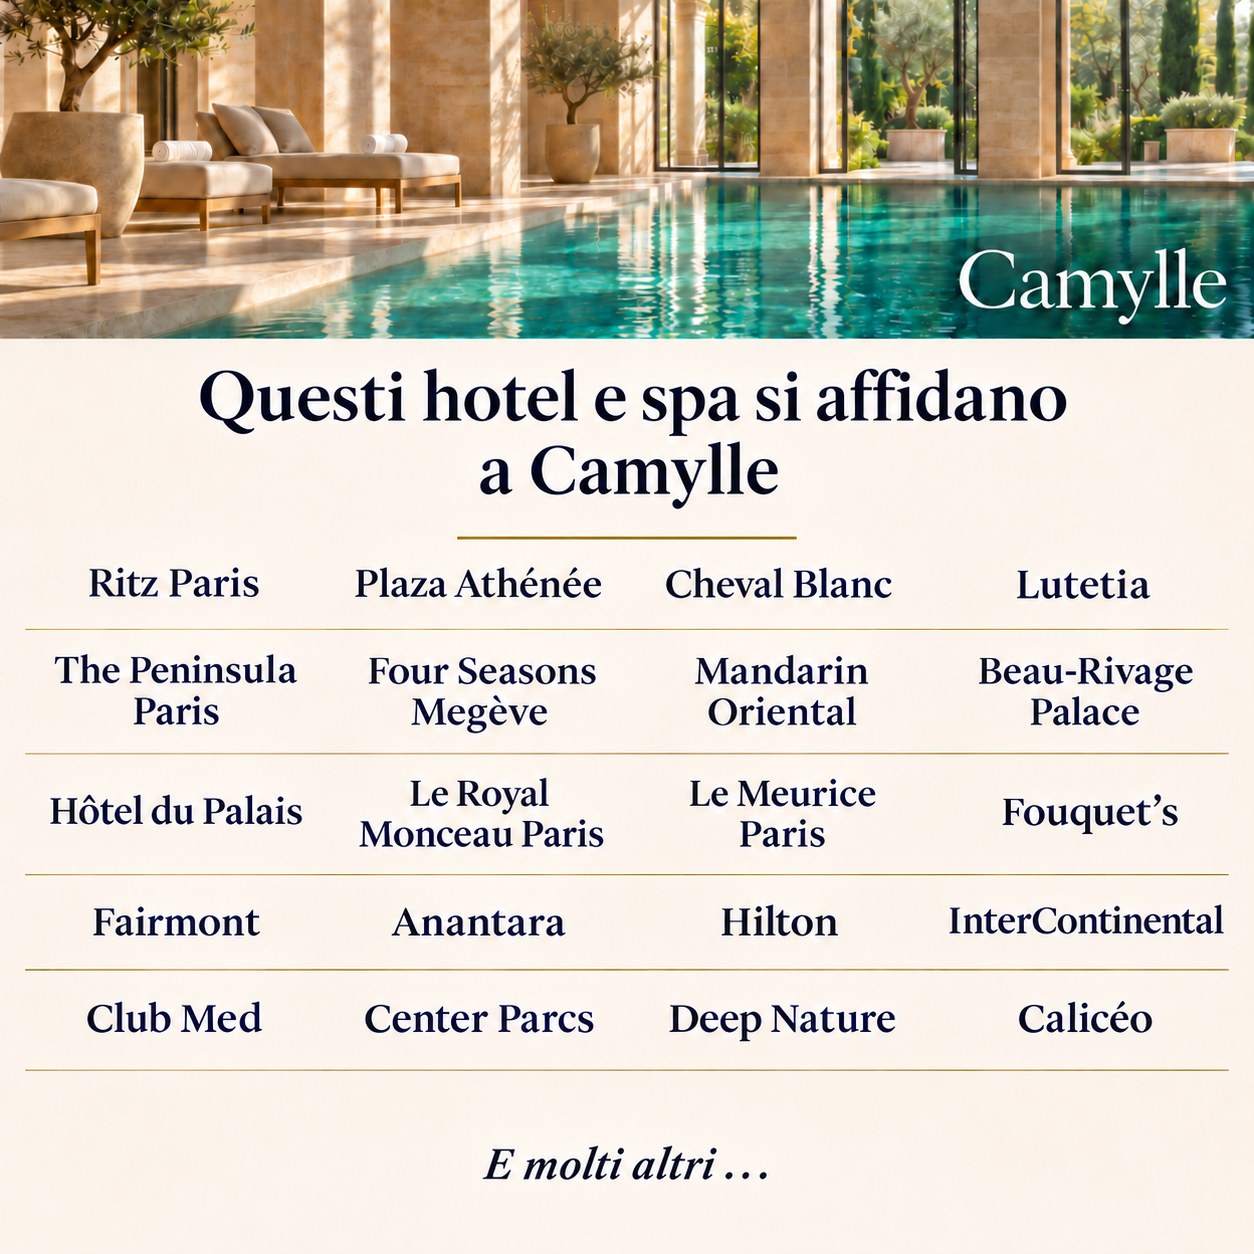 Camylle
Questi hotel e spa si affidano
a Camylle
Ritz Paris
Plaza Athénée
Cheval Blanc
Lutetia
The Peninsula
Paris
Four Seasons
Megève
Mandarin
Oriental
Beau-Rivage
Palace
Hôtel du Palais
Le Royal
Monceau Paris
Le Meurice
Paris
Fouquet’s
Fairmont
Anantara
Hilton
InterContinental
Club Med
Center Parcs
Deep Nature
Calicéo
E molti altri …